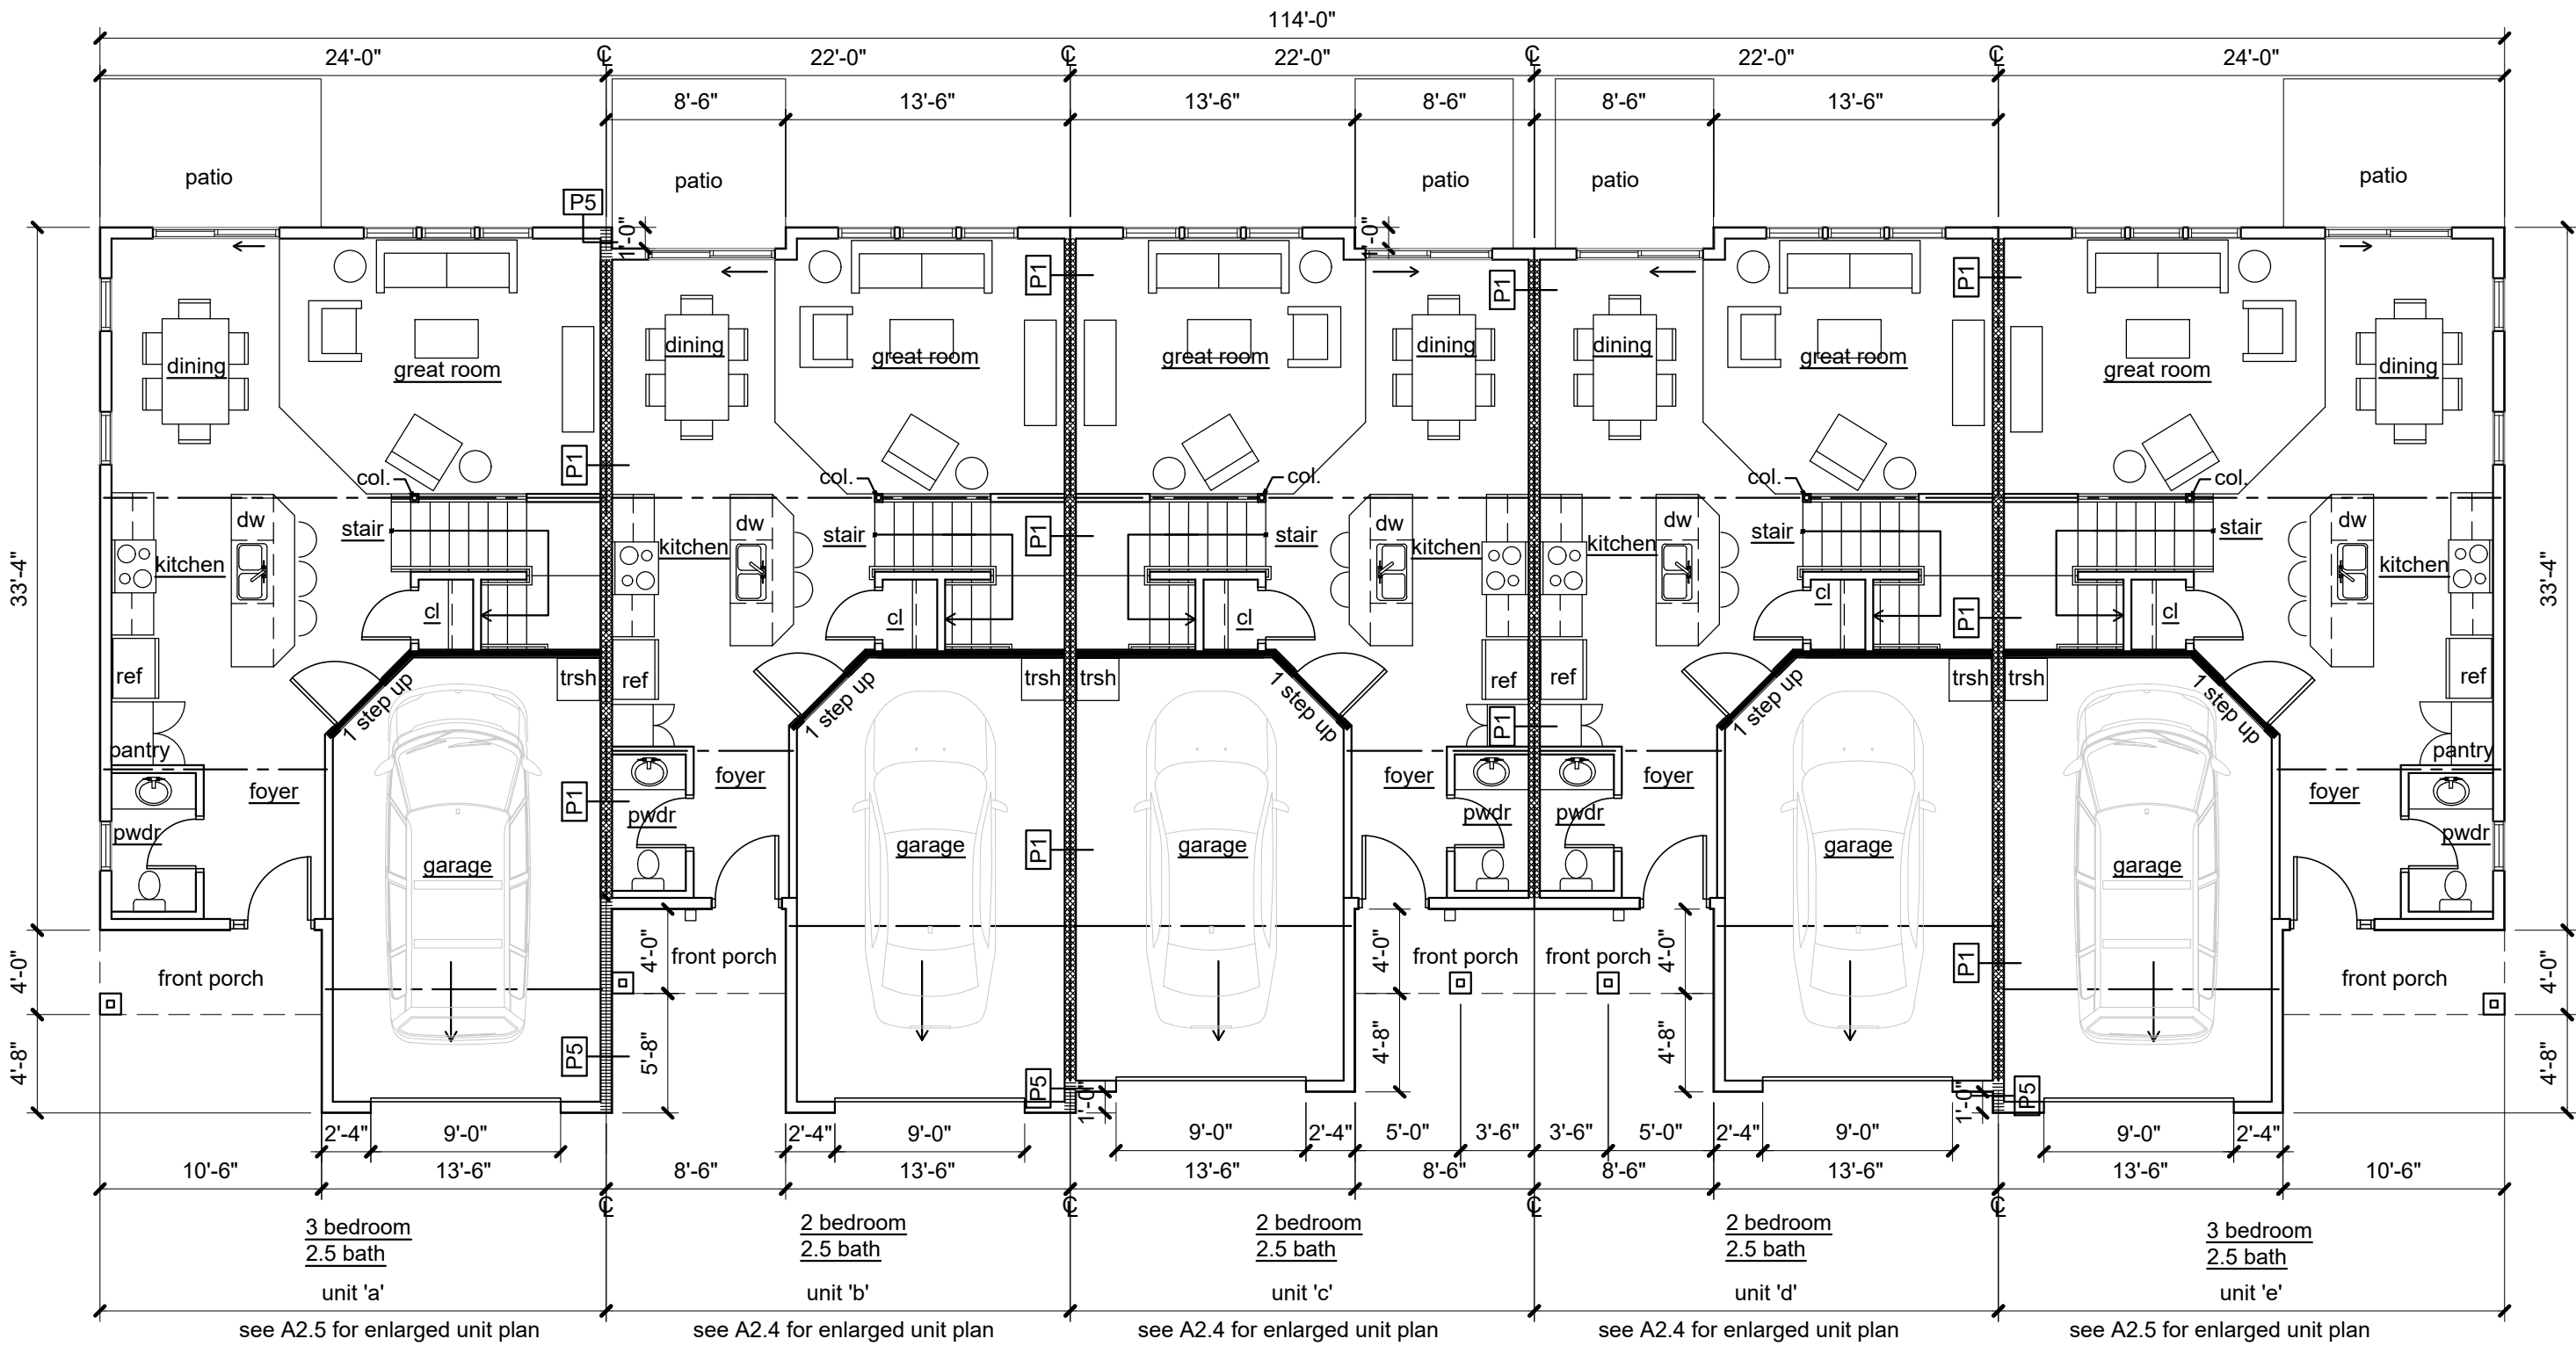 114'-0"
24'-0" ℄ 22'-0" ℄ 22'-0" ℄ 22'-0" ℄ 24'-0"
8'-6" 13'-6" 13'-6" 8'-6" 8'-6" 13'-6"
patio patio patio patio patio
P5
1'-0" 1'-0"
P1 P1 P1
dining dining dining dining dining
great room great room great room great room great room
P1
col. col. col. col. col.
dw dw dw dw dw
stair stair stair stair stair
P1
kitchen kitchen kitchen kitchen kitchen
33'-4" 33'-4"
cl cl cl cl cl
P1
ref trsh ref trsh trsh ref ref trsh trsh ref
1 step up 1 step up 1 step up 1 step up 1 step up
P1
pantry pantry
foyer foyer foyer foyer foyer
P1
pwdr pwdr pwdr pwdr pwdr
garage garage garage garage garage
P1
front porch front porch front porch front porch front porch
4'-0" 4'-0" 4'-0" 4'-0" 4'-0"
P1
4'-8" 5'-8" 4'-8" 4'-8" 4'-8"
P5 P5 P5
1'-0" 1'-0"
2'-4" 9'-0" 2'-4" 9'-0" 9'-0" 2'-4" 5'-0" 3'-6" 3'-6" 5'-0" 2'-4" 9'-0" 9'-0" 2'-4"
10'-6" 13'-6" 8'-6" 13'-6" 13'-6" 8'-6" 8'-6" 13'-6" 13'-6" 10'-6"
℄ ℄ ℄ ℄
3 bedroom 2 bedroom 2 bedroom 2 bedroom 3 bedroom
2.5 bath 2.5 bath 2.5 bath 2.5 bath 2.5 bath
unit 'a' unit 'b' unit 'c' unit 'd' unit 'e'
see A2.5 for enlarged unit plan see A2.4 for enlarged unit plan see A2.4 for enlarged unit plan see A2.4 for enlarged unit plan see A2.5 for enlarged unit plan